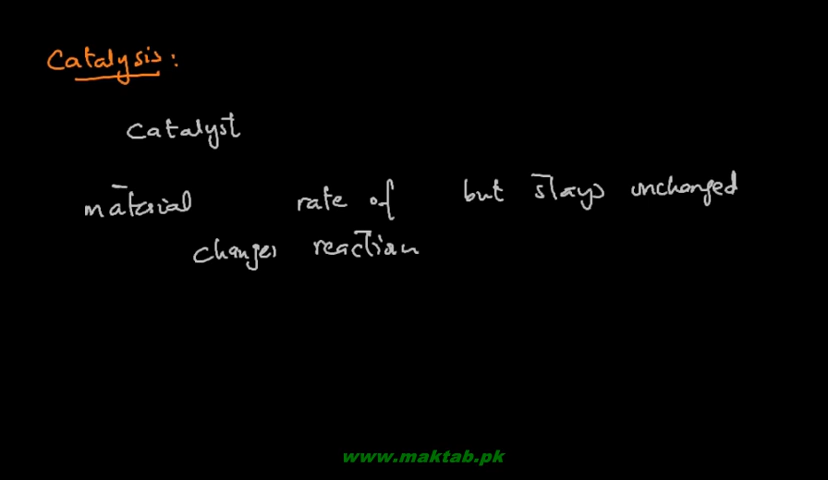 Catalysis:
Catalyst
material rate of but stays unchanged
changes reaction
www.maktab.pk